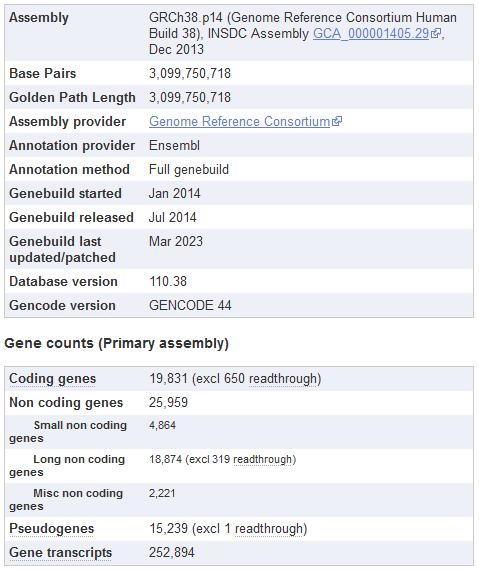 Assembly GRCh38.p14 (Genome Reference Consortium Human
Build 38), INSDC Assembly GCA_000001405.29,
Dec 2013
Base Pairs 3,099,750,718
Golden Path Length 3,099,750,718
Assembly provider Genome Reference Consortium
Annotation provider Ensembl
Annotation method Full genebuild
Genebuild started Jan 2014
Genebuild released Jul 2014
Genebuild last Mar 2023
updated/patched
Database version 110.38
Gencode version GENCODE 44
Gene counts (Primary assembly)
Coding genes 19,831 (excl 650 readthrough)
Non coding genes 25,959
Small non coding 4,864
genes
Long non coding 18,874 (excl 319 readthrough)
genes
Misc non coding 2,221
genes
Pseudogenes 15,239 (excl 1 readthrough)
Gene transcripts 252,894